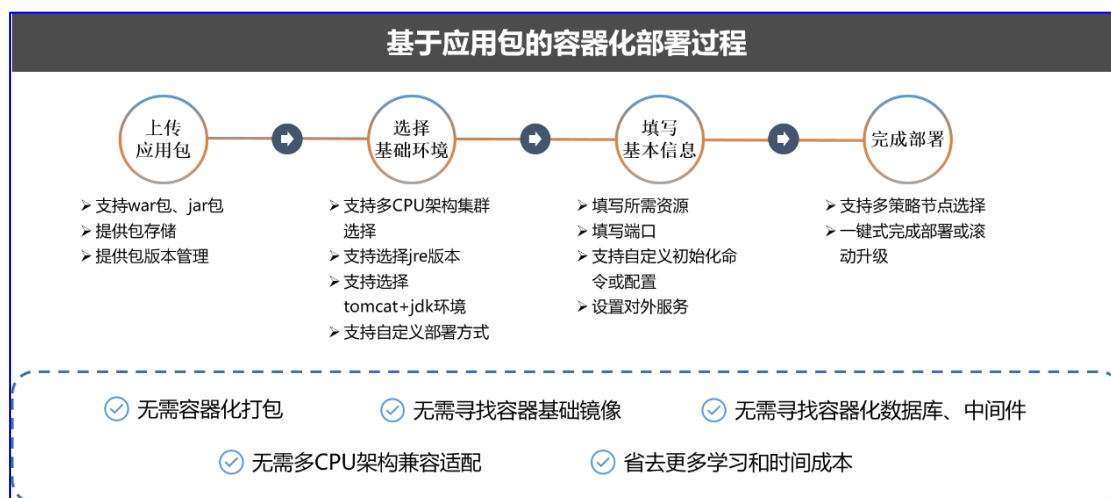 基于应用包的容器化部署过程
上传
应用包
选择
基础环境
填写
基本信息
完成部署
➢ 支持war包、jar包
➢ 提供包存储
➢ 提供包版本管理
➢ 支持多CPU架构集群
选择
➢ 支持选择jre版本
➢ 支持选择
tomcat+jdk环境
➢ 支持自定义部署方式
➢ 填写所需资源
➢ 填写端口
➢ 支持自定义初始化命
令或配置
➢ 设置对外服务
➢ 支持多策略节点选择
➢ 一键式完成部署或滚
动升级
无需容器化打包
无需寻找容器基础镜像
无需寻找容器化数据库、中间件
无需多CPU架构兼容适配
省去更多学习和时间成本